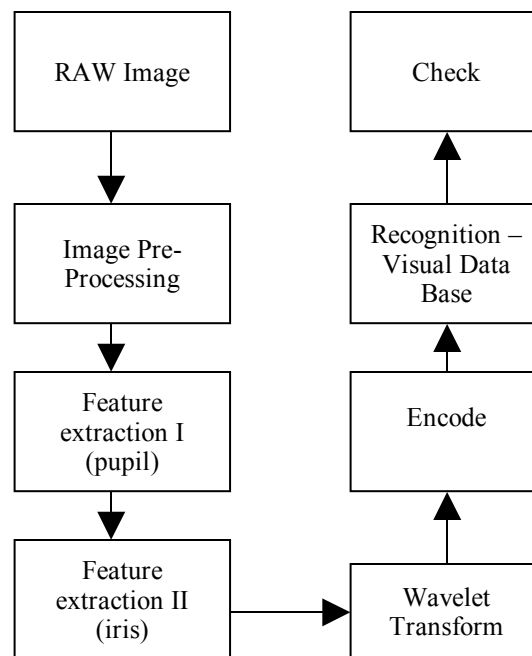 RAW Image
Image Pre-
Processing
Feature
extraction I
(pupil)
Feature
extraction II
(iris)
Wavelet
Transform
Encode
Recognition –
Visual Data
Base
Check